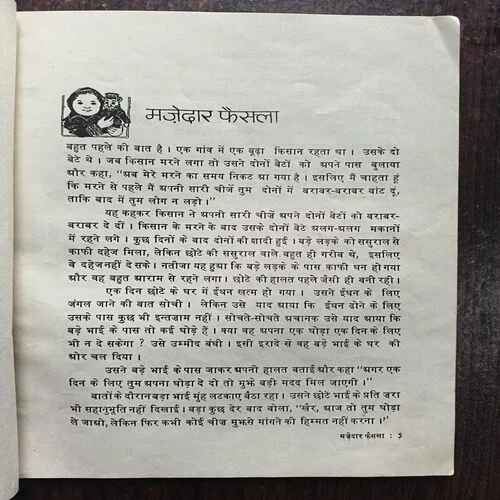 मज़ेदार फैसला
बहुत पहले की बात है । एक गांव में एक बूढ़ा किसान रहता था । उसके दो
बेटे थे । जब किसान मरने लगा तो उसने दोनों बेटों को अपने पास बुलाया
और कहा, “अब मेरे मरने का समय निकट आ गया है । इसलिए मैं चाहता हूं
कि मरने से पहले मैं अपनी सारी चीज़ें तुम दोनों में बराबर-बराबर बांट दूं,
ताकि बाद में तुम लोग न लड़ो ।”
यह कहकर किसान ने अपनी सारी चीज़ें अपने दोनों बेटों को बराबर-
बराबर दे दीं । किसान के मरने के बाद उसके दोनों बेटे अलग-अलग मकानों
में रहने लगे । कुछ दिनों के बाद दोनों की शादी हुई । बड़े लड़के को ससुराल से
काफी दहेज मिला, लेकिन छोटे की ससुराल वाले बहुत ही गरीब थे, इसलिए
वे दहेज नहीं दे सके । नतीजा यह हुआ कि बड़े लड़के के पास काफी धन हो गया
और वह बहुत आराम से रहने लगा । छोटे की हालत पहले जैसी ही बनी रही ।
एक दिन छोटे के घर में ईंधन खत्म हो गया । उसने ईंधन के लिए
जंगल जाने की बात सोची । लेकिन उसे याद आया कि ईंधन ढोने के लिए
उसके पास कुछ भी इन्तजाम नहीं । सोचते-सोचते अचानक उसे याद आया कि
बड़े भाई के पास तो कई घोड़े हैं । क्या वह अपना एक घोड़ा एक दिन के लिए
भी न दे सकेगा ? उसे उम्मीद बंधी । इसी इरादे से वह बड़े भाई के घर की
ओर चल दिया ।
उसने बड़े भाई के पास जाकर अपनी हालत बताई और कहा “अगर एक
दिन के लिए तुम अपना घोड़ा दे दो तो मुझे बड़ी मदद मिल जाएगी ।”
बातों के दौरान बड़ा भाई मुंह लटकाए बैठा रहा । उसने छोटे भाई के प्रति जरा
भी सहानुभूति नहीं दिखाई । बड़ा कुछ देर बाद बोला, “खैर, आज तो तुम घोड़ा
ले जाओ, लेकिन फिर कभी कोई चीज़ मुझसे मांगने की हिम्मत नहीं करना ।”
मज़ेदार फैसला : 5